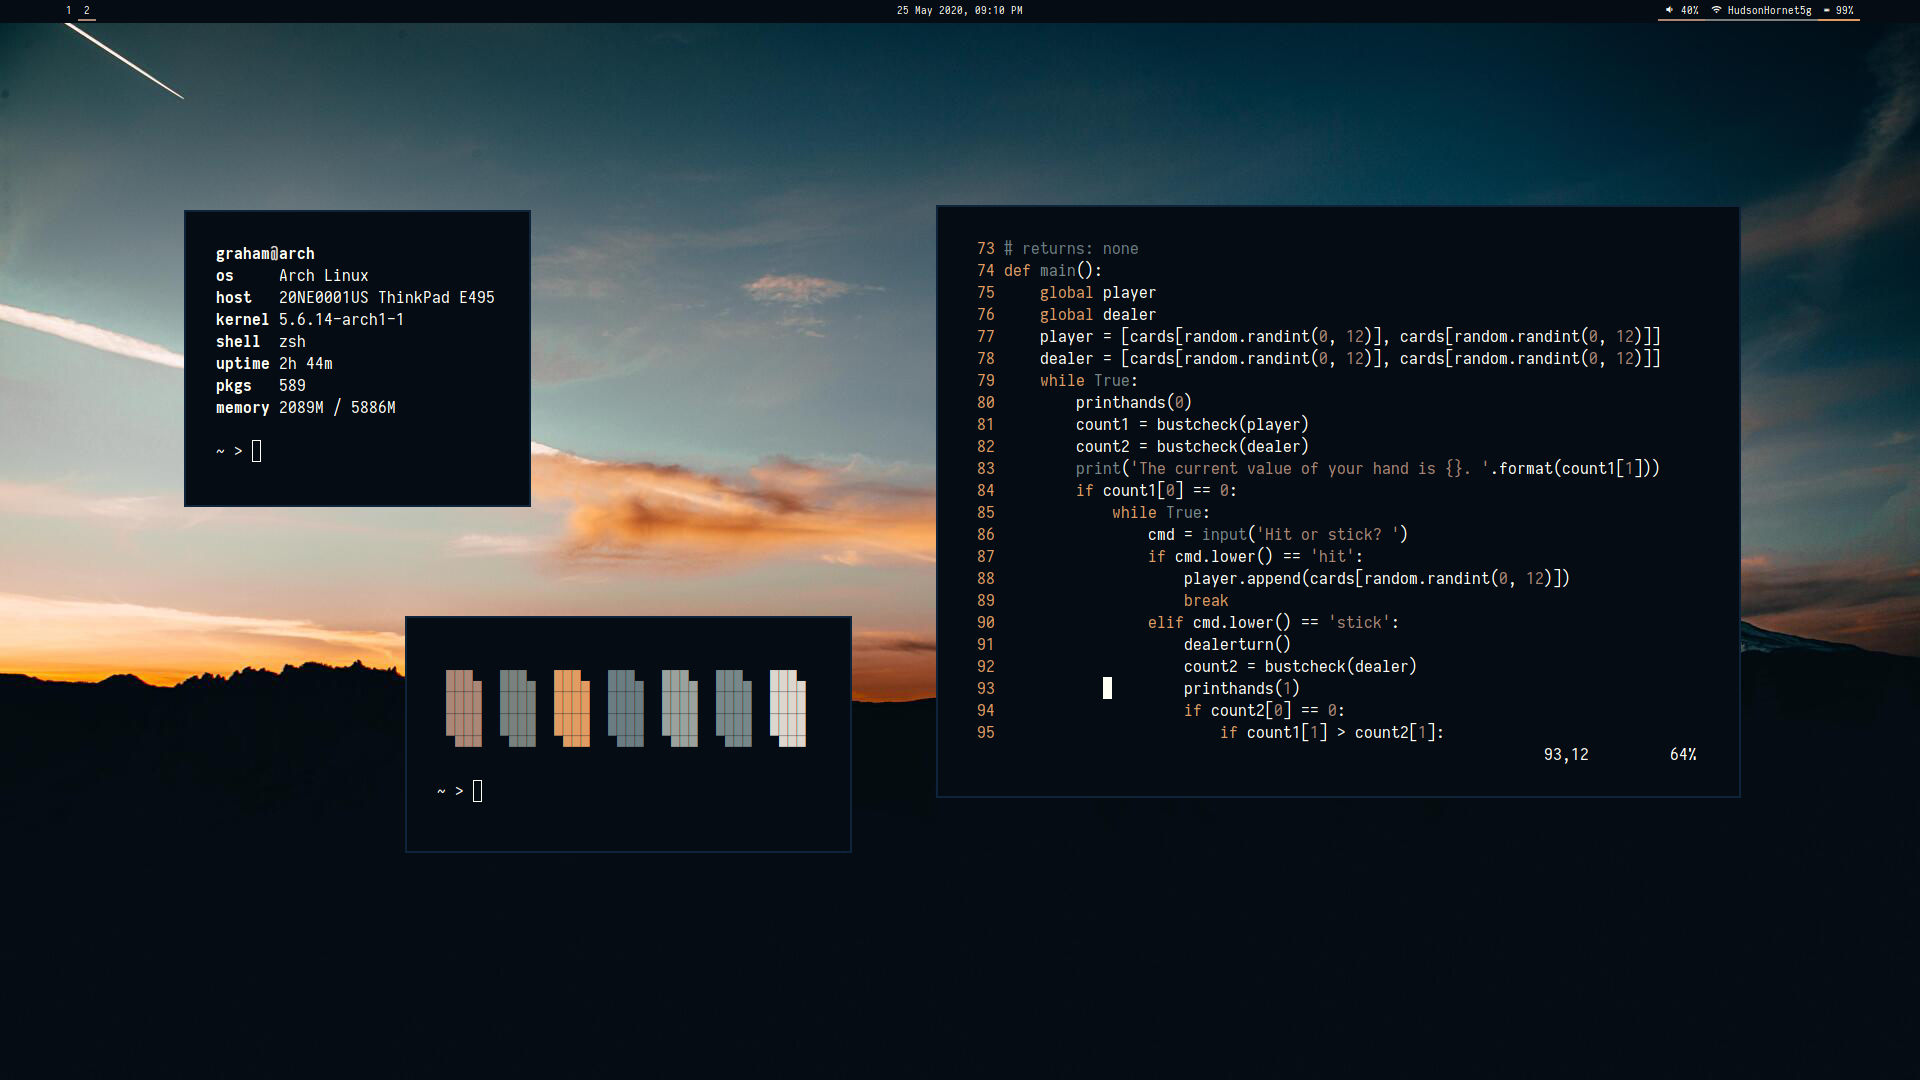 1 2
25 May 2020, 09:10 PM
40% HudsonHornet5g 99%
graham@arch
os Arch Linux
host 20NE0001US ThinkPad E495
kernel 5.6.14-arch1-1
shell zsh
uptime 2h 44m
pkgs 589
memory 2089M / 5886M
~ >
~ >
73 # returns: none
74 def main():
75     global player
76     global dealer
77     player = [cards[random.randint(0, 12)], cards[random.randint(0, 12)]]
78     dealer = [cards[random.randint(0, 12)], cards[random.randint(0, 12)]]
79     while True:
80         printhands(0)
81         count1 = bustcheck(player)
82         count2 = bustcheck(dealer)
83         print('The current value of your hand is {}. '.format(count1[1]))
84         if count1[0] == 0:
85             while True:
86                 cmd = input('Hit or stick? ')
87                 if cmd.lower() == 'hit':
88                     player.append(cards[random.randint(0, 12)])
89                     break
90                 elif cmd.lower() == 'stick':
91                     dealerturn()
92                     count2 = bustcheck(dealer)
93                     printhands(1)
94                     if count2[0] == 0:
95                         if count1[1] > count2[1]:
93,12 64%